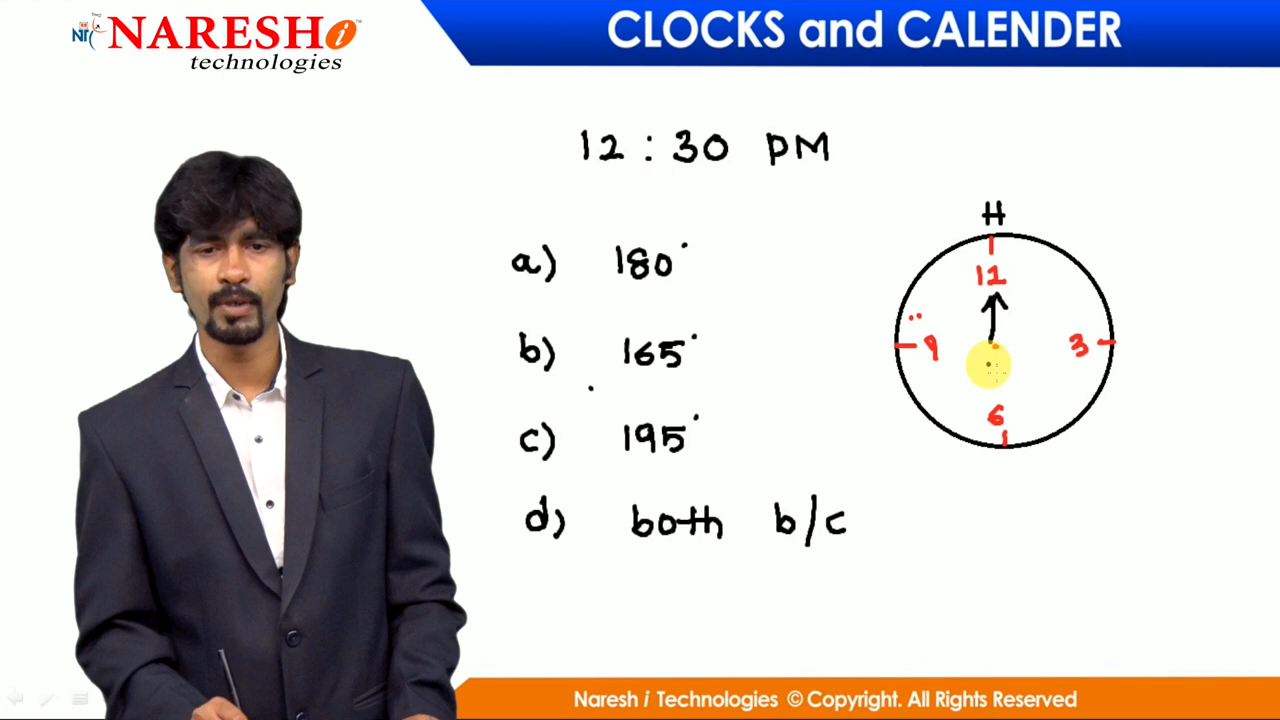 NARESH i
technologies
CLOCKS and CALENDER
12 : 30 PM
a) 180°
b) 165°
c) 195°
d) both b/c
H
12
9
3
6
Naresh i Technologies © Copyright. All Rights Reserved